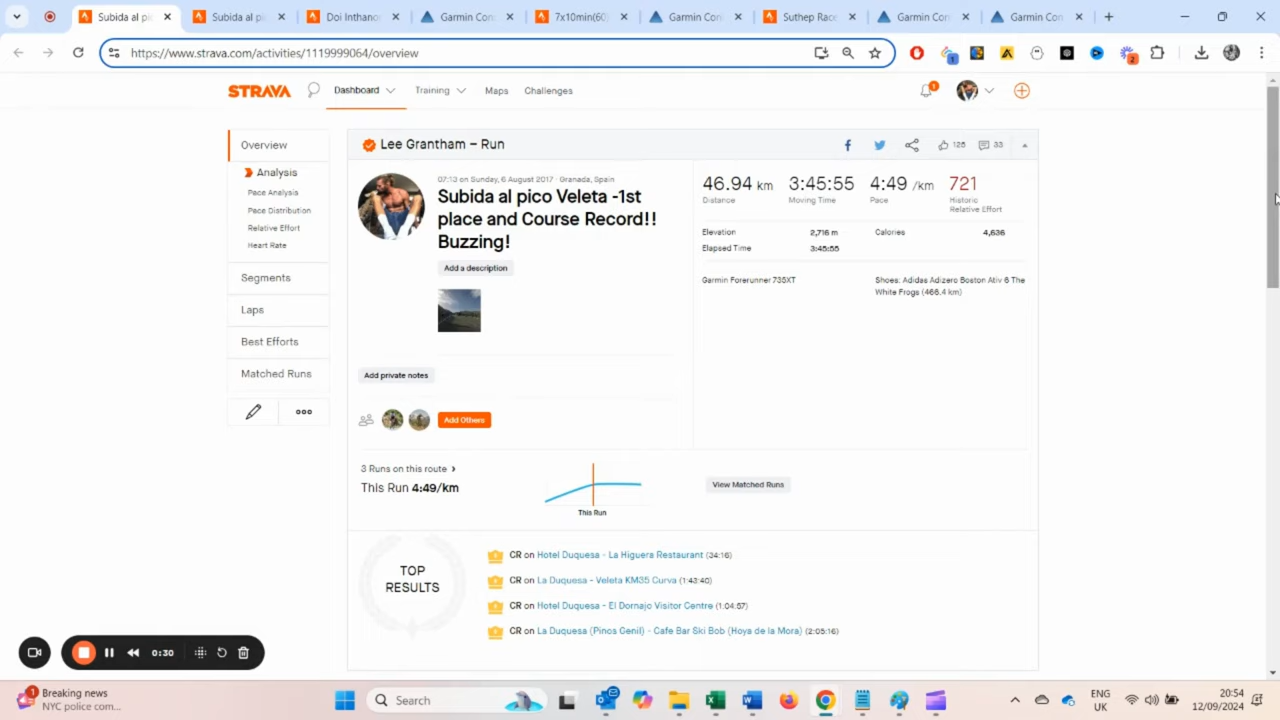 Subida al pi
Subida al pi
Doi Inthano
Garmin Con
7x10min(60)
Garmin Con
Suthep Race
Garmin Con
Garmin Con
https://www.strava.com/activities/1119999064/overview
1
2
STRAVA
Dashboard
Training
Maps
Challenges
1
Overview
Analysis
Pace Analysis
Pace Distribution
Relative Effort
Heart Rate
Segments
Laps
Best Efforts
Matched Runs
Lee Grantham – Run
126
33
07:13 on Sunday, 6 August 2017 · Granada, Spain
Subida al pico Veleta -1st
place and Course Record!!
Buzzing!
Add a description
Add private notes
Add Others
46.94 km
Distance
3:45:55
Moving Time
4:49 /km
Pace
721
Historic
Relative Effort
Elevation 2,716 m
Calories 4,636
Elapsed Time 3:45:55
Garmin Forerunner 735XT
Shoes: Adidas Adizero Boston Ativ 6 The
White Frogs (466.4 km)
3 Runs on this route
This Run 4:49/km
This Run
View Matched Runs
TOP
RESULTS
CR on Hotel Duquesa - La Higuera Restaurant (34:16)
CR on La Duquesa - Veleta KM35 Curva (1:43:40)
CR on Hotel Duquesa - El Dornajo Visitor Centre (1:04:57)
CR on La Duquesa (Pinos Genil) - Cafe Bar Ski Bob (Hoya de la Mora) (2:05:16)
0:30
1
Breaking news
NYC police com...
Search
ENG
UK
20:54
12/09/2024